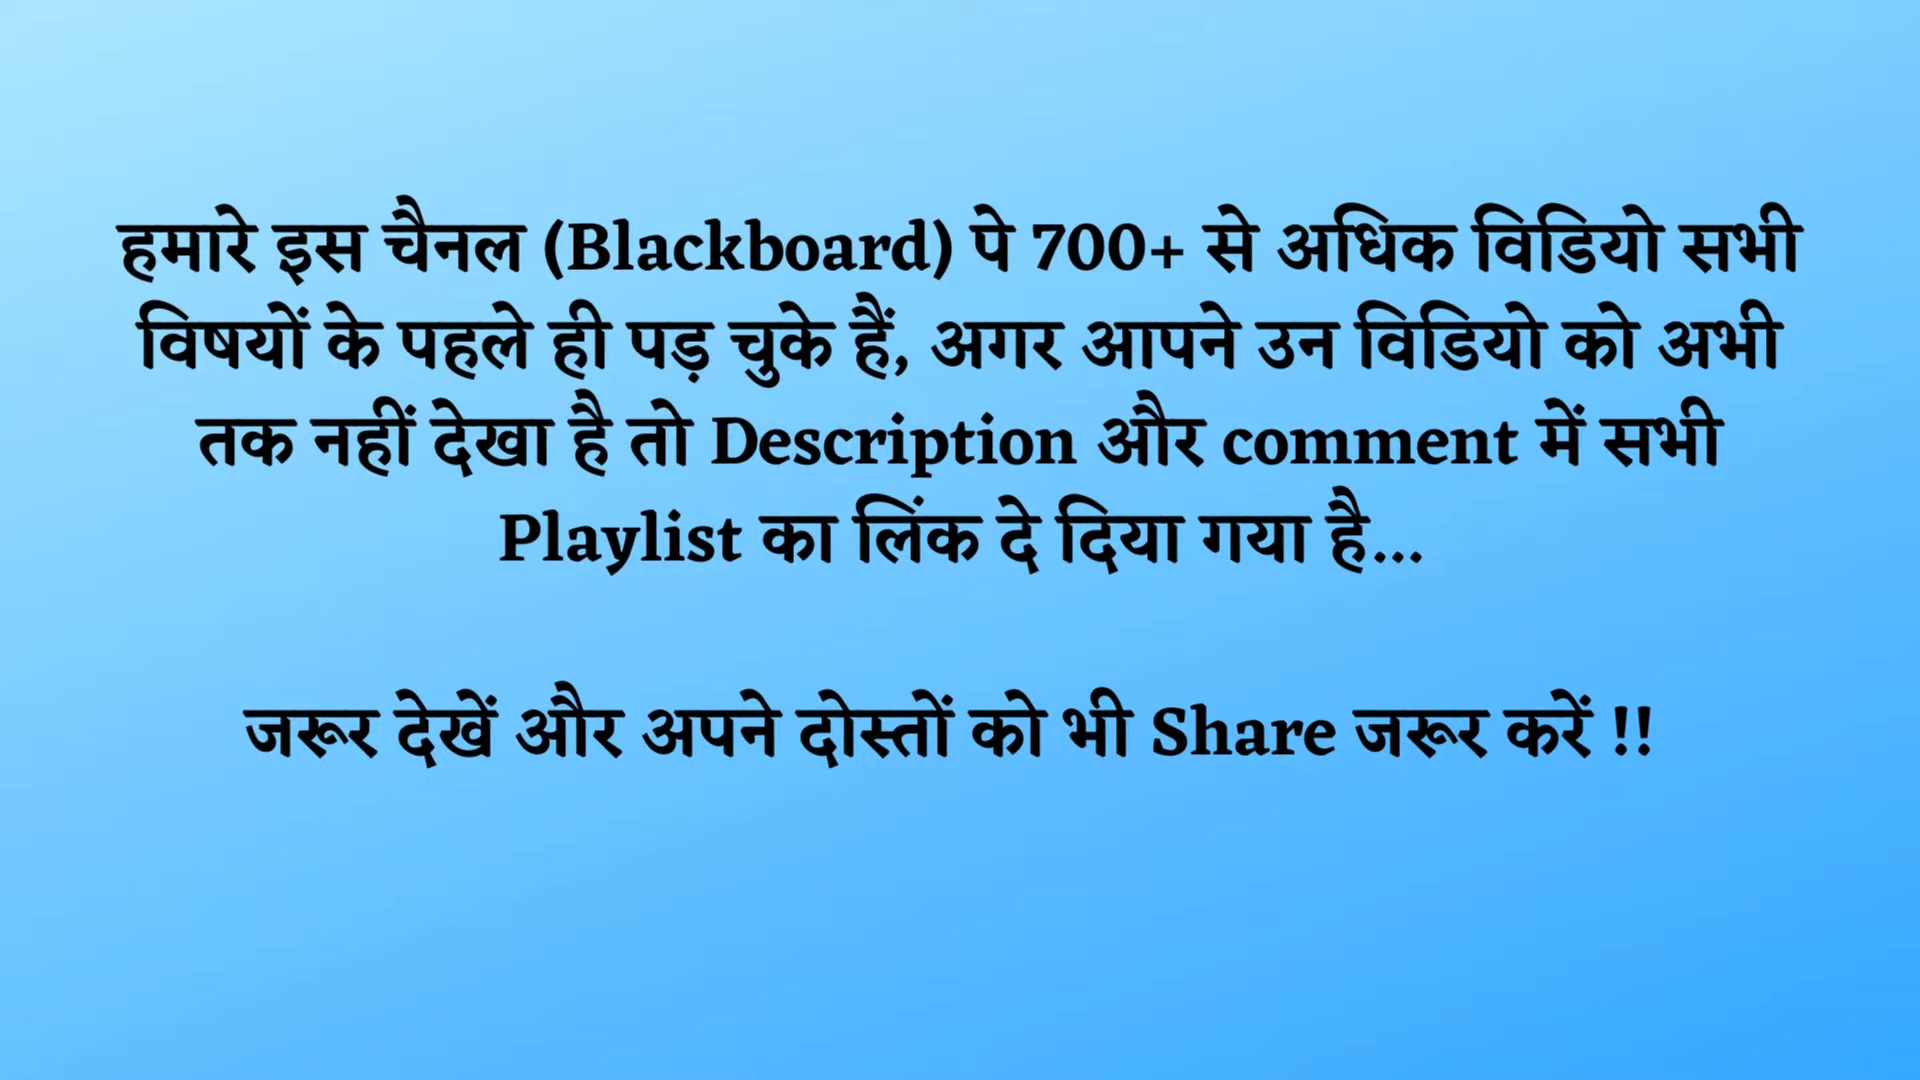 हमारे इस चैनल (Blackboard) पे 700+ से अधिक विडियो सभी
विषयों के पहले ही पड़ चुके हैं, अगर आपने उन विडियो को अभी
तक नहीं देखा है तो Description और comment में सभी
Playlist का लिंक दे दिया गया है...
जरूर देखें और अपने दोस्तों को भी Share जरूर करें !!